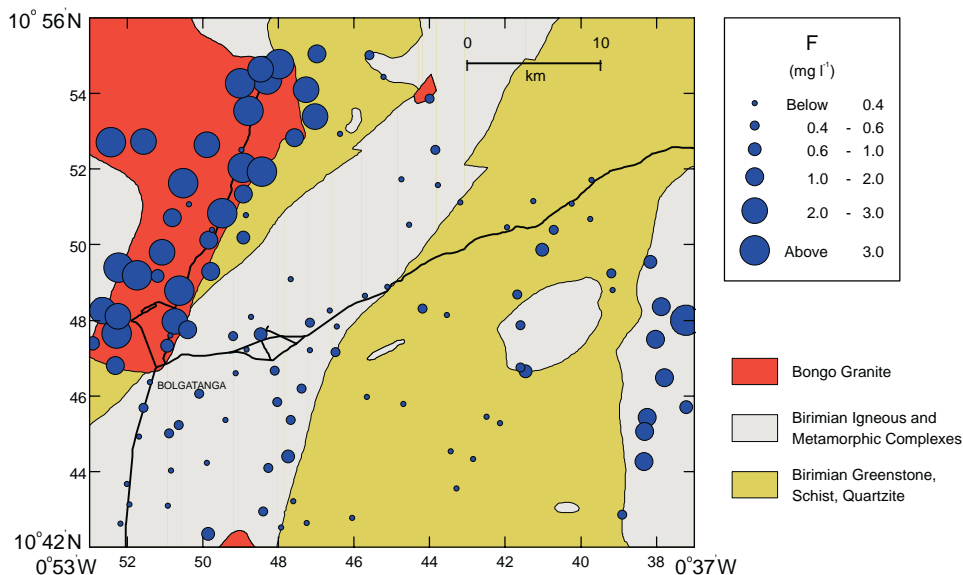 10° 56'N
54
52
50
48
46
44
10°42'N
0°53'W
52
50
48
46
44
42
40
38
0°37'W
0 10
km
BOLGATANGA
F
(mg l⁻¹)
Below 0.4
0.4 - 0.6
0.6 - 1.0
1.0 - 2.0
2.0 - 3.0
Above 3.0
Bongo Granite
Birimian Igneous and
Metamorphic Complexes
Birimian Greenstone,
Schist, Quartzite